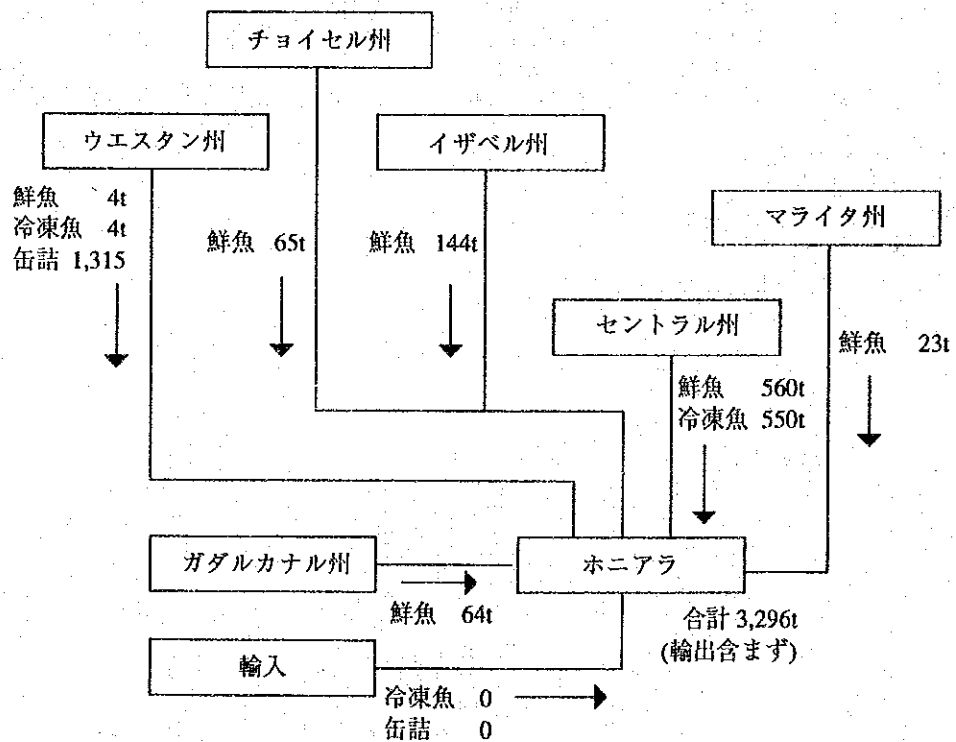 チョイセル州
ウエスタン州
イザベル州
マライタ州
鮮魚 4t
冷凍魚 4t
缶詰 1,315
鮮魚 65t
鮮魚 144t
セントラル州
鮮魚 23t
鮮魚 560t
冷凍魚 550t
ガダルカナル州
ホニアラ
鮮魚 64t
合計 3,296t
(輸出含まず)
輸入
冷凍魚 0
缶詰 0